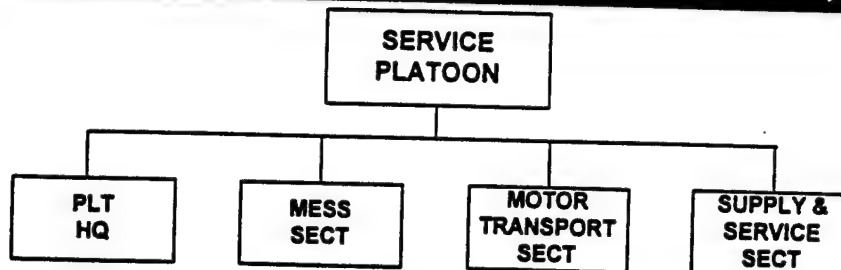 SERVICE
PLATOON
PLT
HQ
MESS
SECT
MOTOR
TRANSPORT
SECT
SUPPLY &
SERVICE
SECT